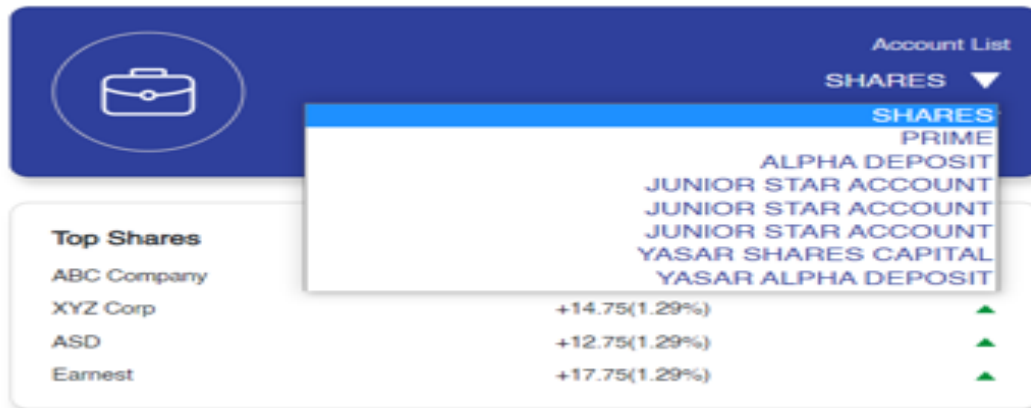 Account List
SHARES
SHARES
PRIME
ALPHA DEPOSIT
JUNIOR STAR ACCOUNT
JUNIOR STAR ACCOUNT
JUNIOR STAR ACCOUNT
YASAR SHARES CAPITAL
YASAR ALPHA DEPOSIT
Top Shares
ABC Company
XYZ Corp +14.75(1.29%)
ASD +12.75(1.29%)
Earnest +17.75(1.29%)